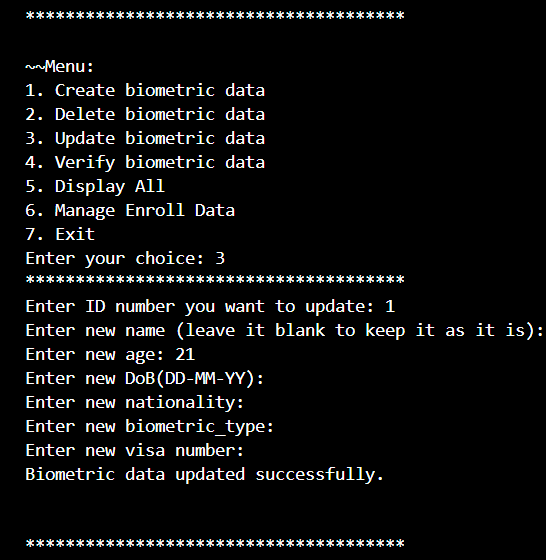 **************************************
~~Menu:
1. Create biometric data
2. Delete biometric data
3. Update biometric data
4. Verify biometric data
5. Display All
6. Manage Enroll Data
7. Exit
Enter your choice: 3
**************************************
Enter ID number you want to update: 1
Enter new name (leave it blank to keep it as it is):
Enter new age: 21
Enter new DoB(DD-MM-YY):
Enter new nationality:
Enter new biometric_type:
Enter new visa number:
Biometric data updated successfully.
**************************************